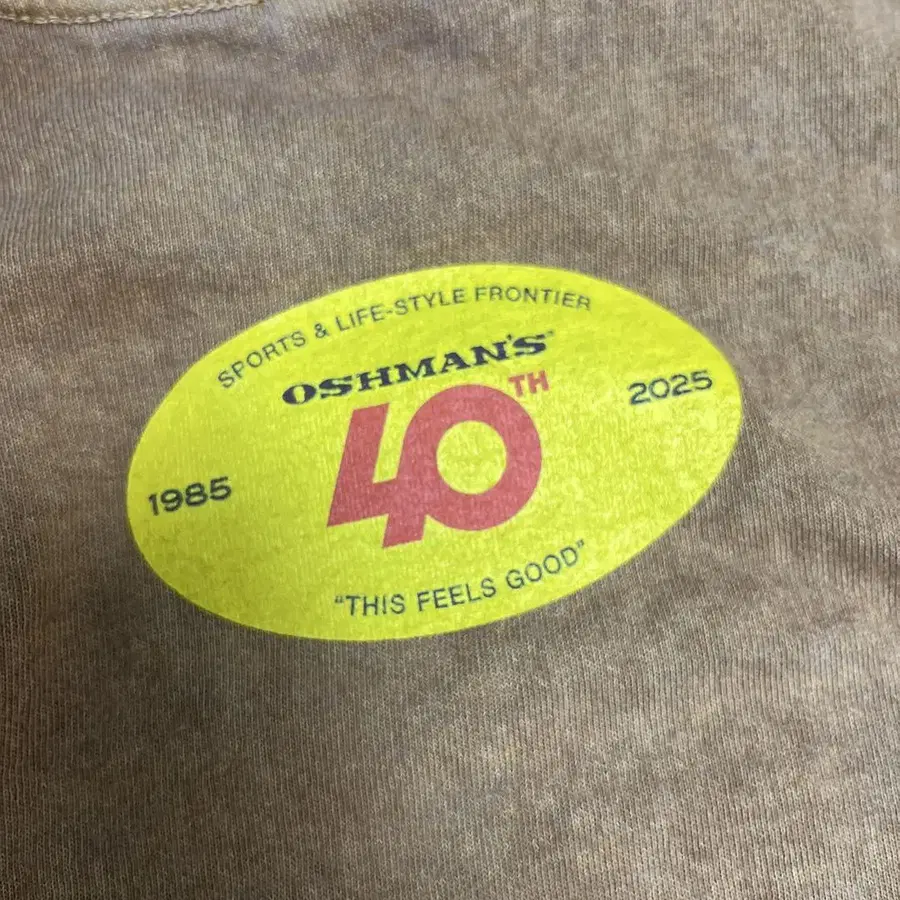 SPORTS & LIFE-STYLE FRONTIER
OSHMAN'S
40TH
1985
2025
"THIS FEELS GOOD"